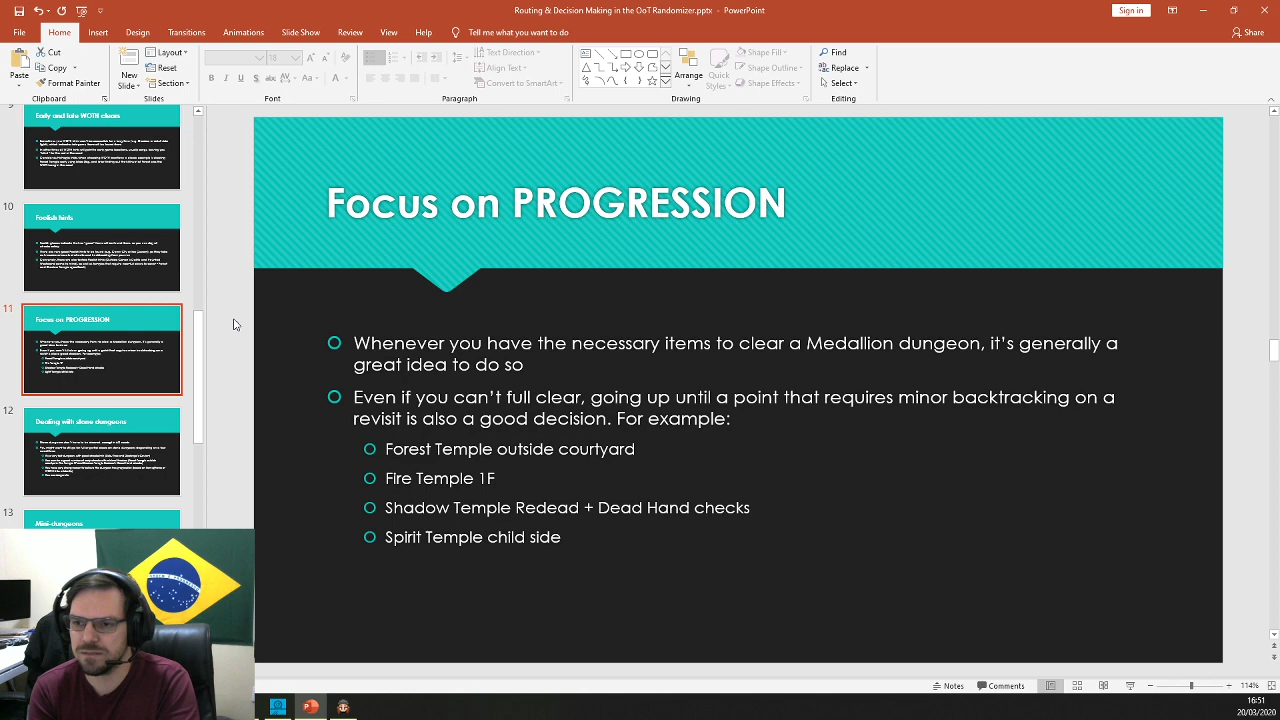 Routing & Decision Making in the OoT Randomizer.pptx - PowerPoint
Sign in
File Home Insert Design Transitions Animations Slide Show Review View Help Tell me what you want to do
Share
Paste
Cut
Copy
Format Painter
Clipboard
New
Slide
Layout
Reset
Section
Slides
18
B I U S abc AV Aa A
Font
Text Direction
Align Text
Convert to SmartArt
Paragraph
Arrange
Quick
Styles
Shape Fill
Shape Outline
Shape Effects
Drawing
Find
Replace
Select
Editing
9
Early and late WOTH clears
10
Foolish hints
11
Focus on PROGRESSION
12
Dealing with stone dungeons
13
Mini-dungeons
Focus on PROGRESSION
Whenever you have the necessary items to clear a Medallion dungeon, it's generally a
great idea to do so
Even if you can't full clear, going up until a point that requires minor backtracking on a
revisit is also a good decision. For example:
Forest Temple outside courtyard
Fire Temple 1F
Shadow Temple Redead + Dead Hand checks
Spirit Temple child side
Notes
Comments
114%
16:51
20/03/2020